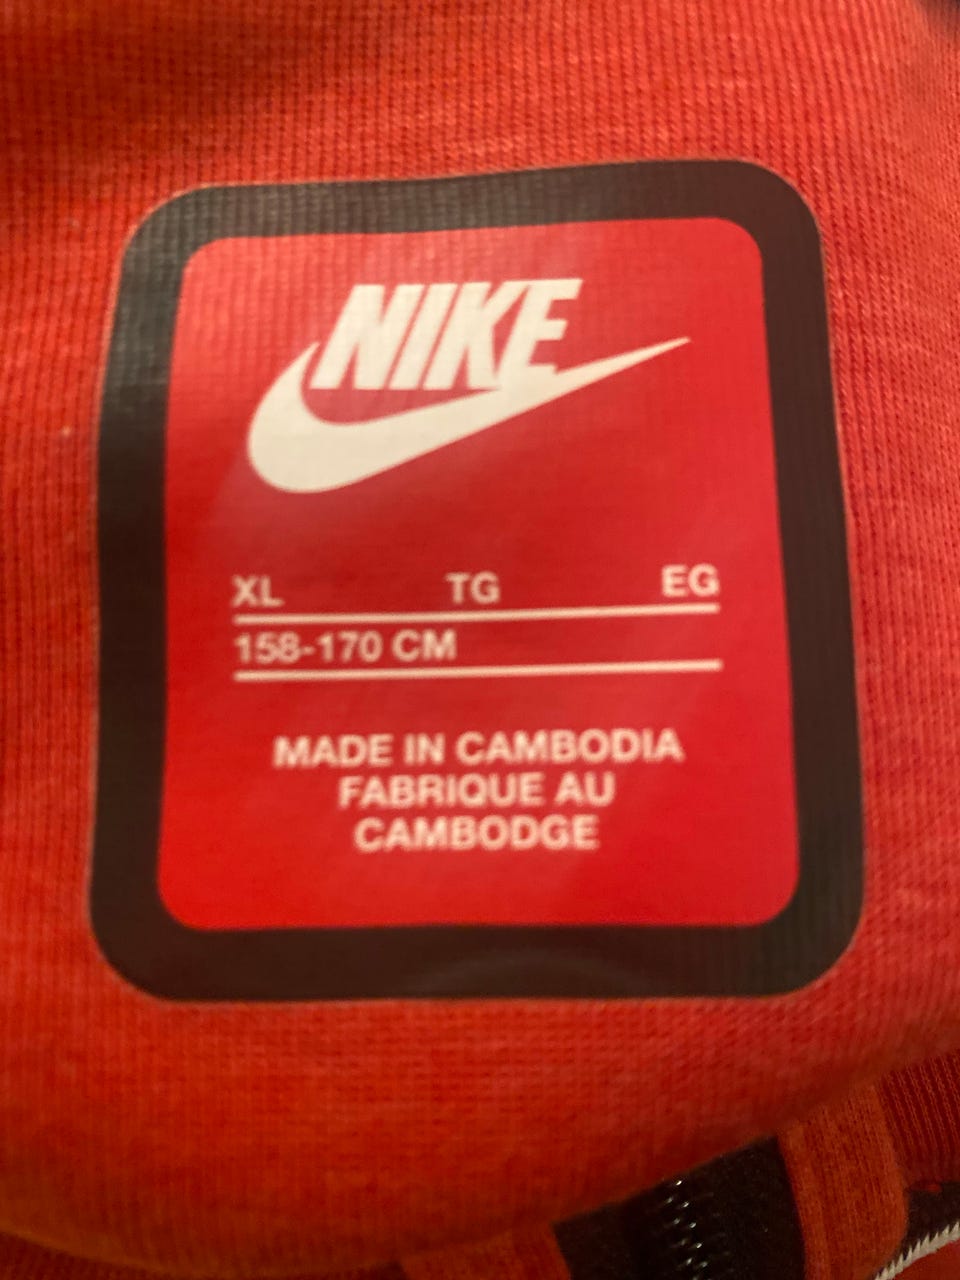 NIKE
XL TG EG
158-170 CM
MADE IN CAMBODIA
FABRIQUE AU
CAMBODGE